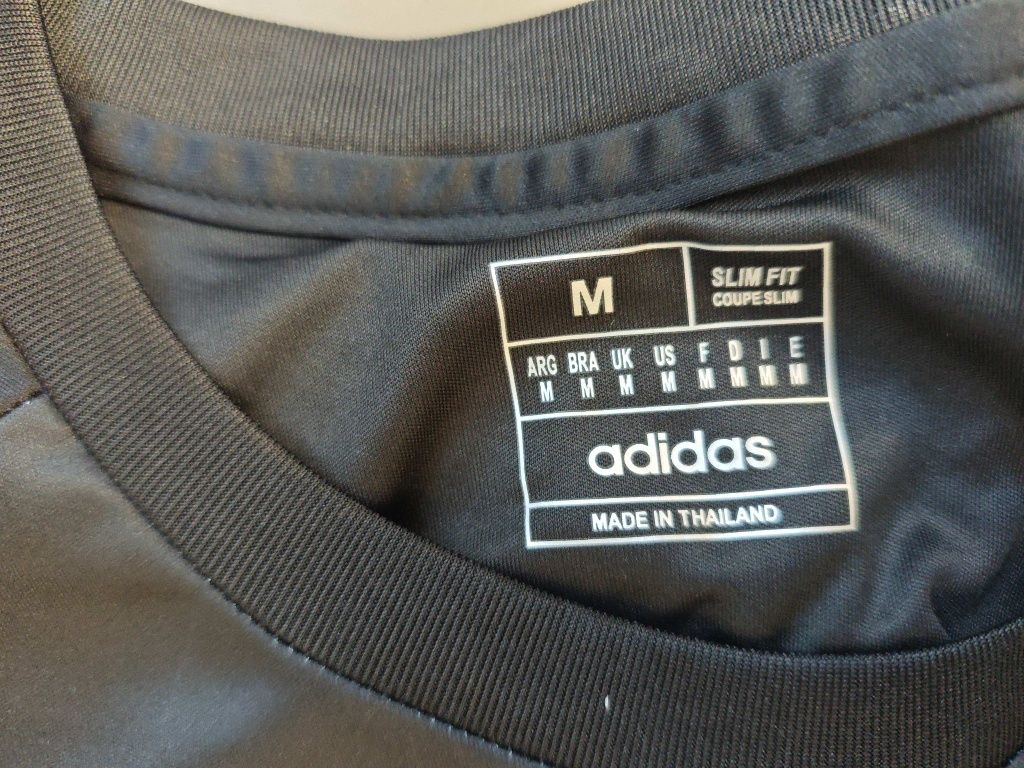 M
SLIM FIT
COUPE SLIM
ARG BRA UK US F D I E
M M M M M M M M
adidas
MADE IN THAILAND